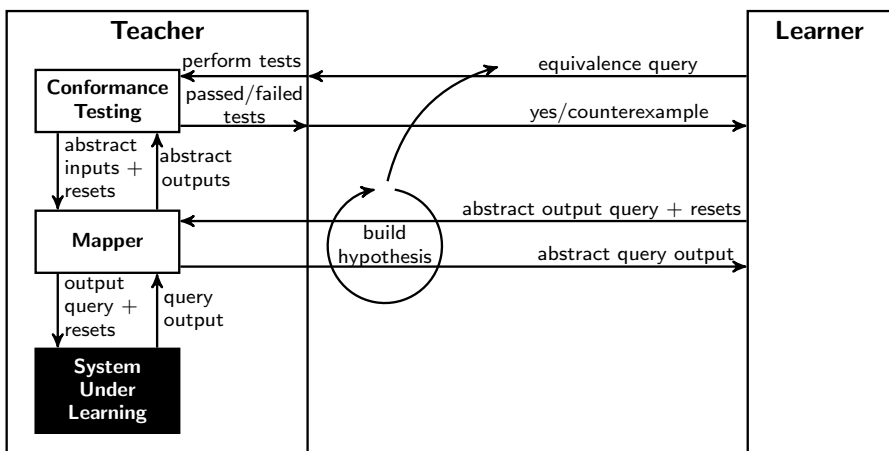 Teacher
Learner
perform tests
equivalence query
Conformance
Testing
passed/failed
tests
yes/counterexample
abstract
inputs +
resets
abstract
outputs
abstract output query + resets
Mapper
build
hypothesis
abstract query output
output
query +
resets
query
output
System
Under
Learning